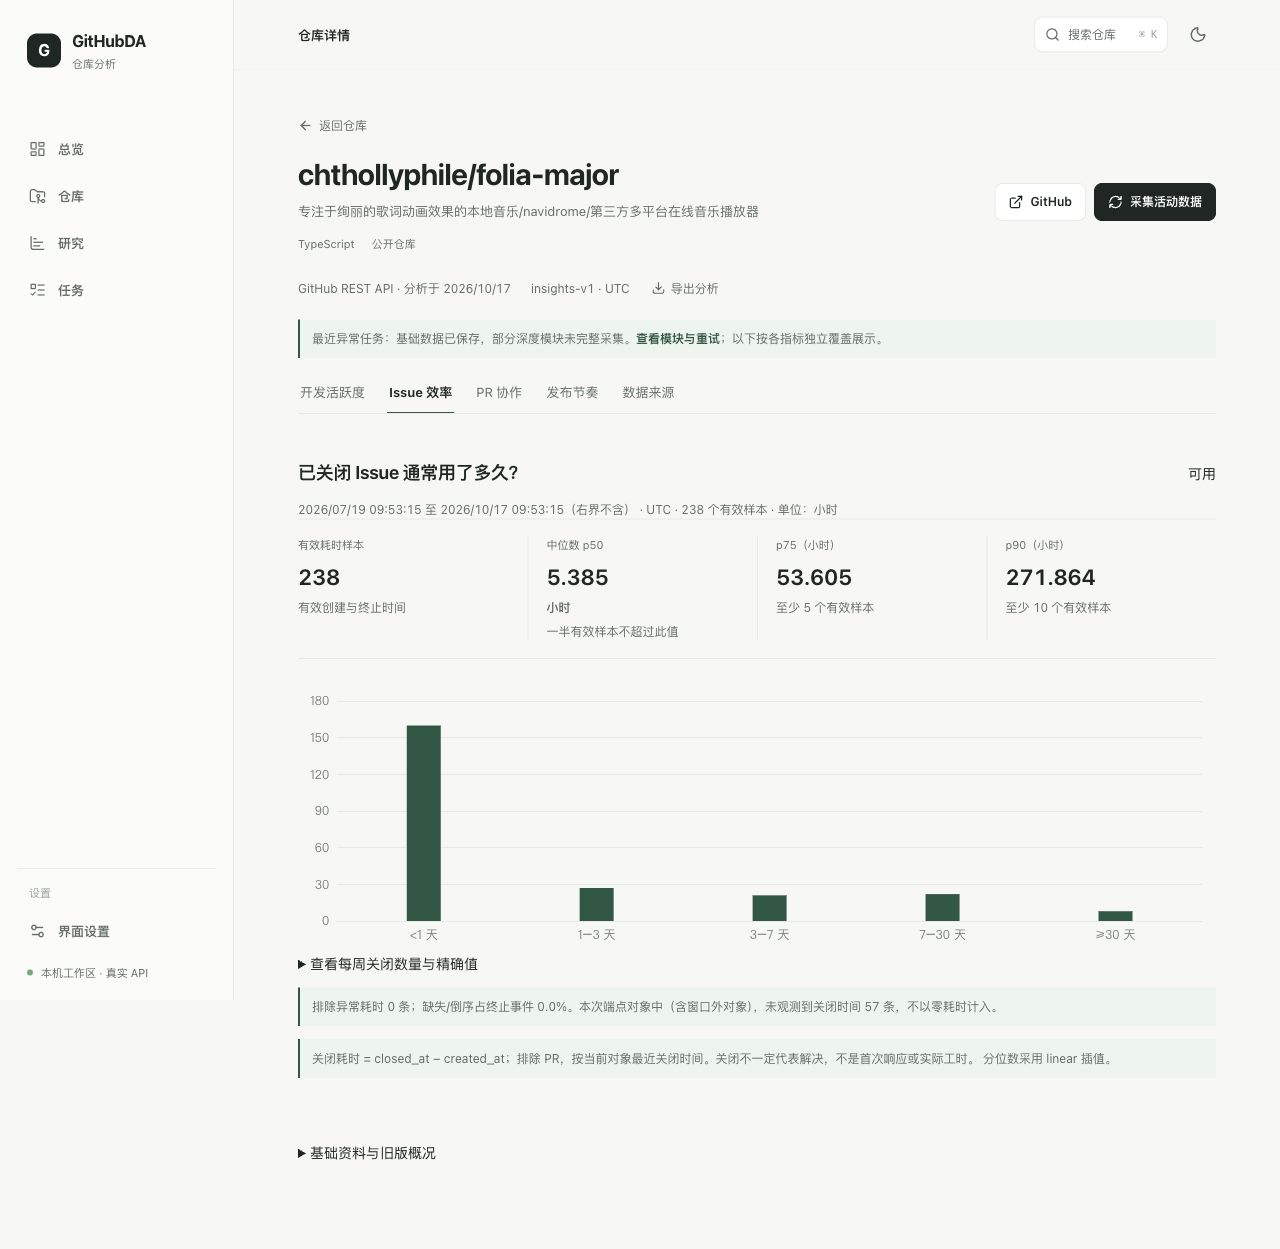 G
GitHubDA
仓库分析
总览
仓库
研究
任务
设置
界面设置
本机工作区 · 真实 API
仓库详情
搜索仓库 ⌘ K
返回仓库
chthollyphile/folia-major
专注于绚丽的歌词动画效果的本地音乐/navidrome/第三方多平台在线音乐播放器
TypeScript 公开仓库
GitHub
采集活动数据
GitHub REST API · 分析于 2026/10/17 insights-v1 · UTC 导出分析
最近异常任务：基础数据已保存，部分深度模块未完整采集。查看模块与重试；以下按各指标独立覆盖展示。
开发活跃度 Issue 效率 PR 协作 发布节奏 数据来源
已关闭 Issue 通常用了多久？
可用
2026/07/19 09:53:15 至 2026/10/17 09:53:15（右界不含） · UTC · 238 个有效样本 · 单位：小时
有效耗时样本
238
有效创建与终止时间
中位数 p50
5.385
小时
一半有效样本不超过此值
p75（小时）
53.605
至少 5 个有效样本
p90（小时）
271.864
至少 10 个有效样本
180
150
120
90
60
30
0
<1 天 1–3 天 3–7 天 7–30 天 ≥30 天
查看每周关闭数量与精确值
排除异常耗时 0 条；缺失/倒序占终止事件 0.0%。本次端点对象中（含窗口外对象），未观测到关闭时间 57 条，不以零耗时计入。
关闭耗时 = closed_at − created_at；排除 PR，按当前对象最近关闭时间。关闭不一定代表解决，不是首次响应或实际工时。 分位数采用 linear 插值。
基础资料与旧版概况